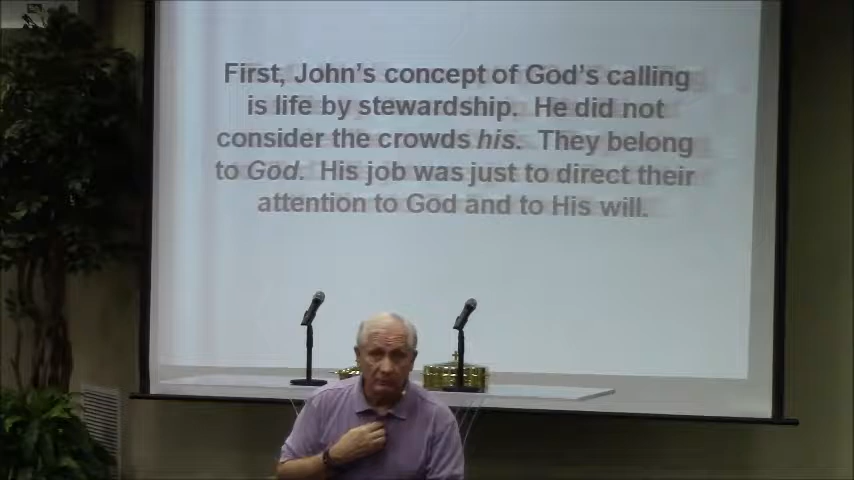 First, John's concept of God's calling
is life by stewardship. He did not
consider the crowds his. They belong
to God. His job was just to direct their
attention to God and to His will.